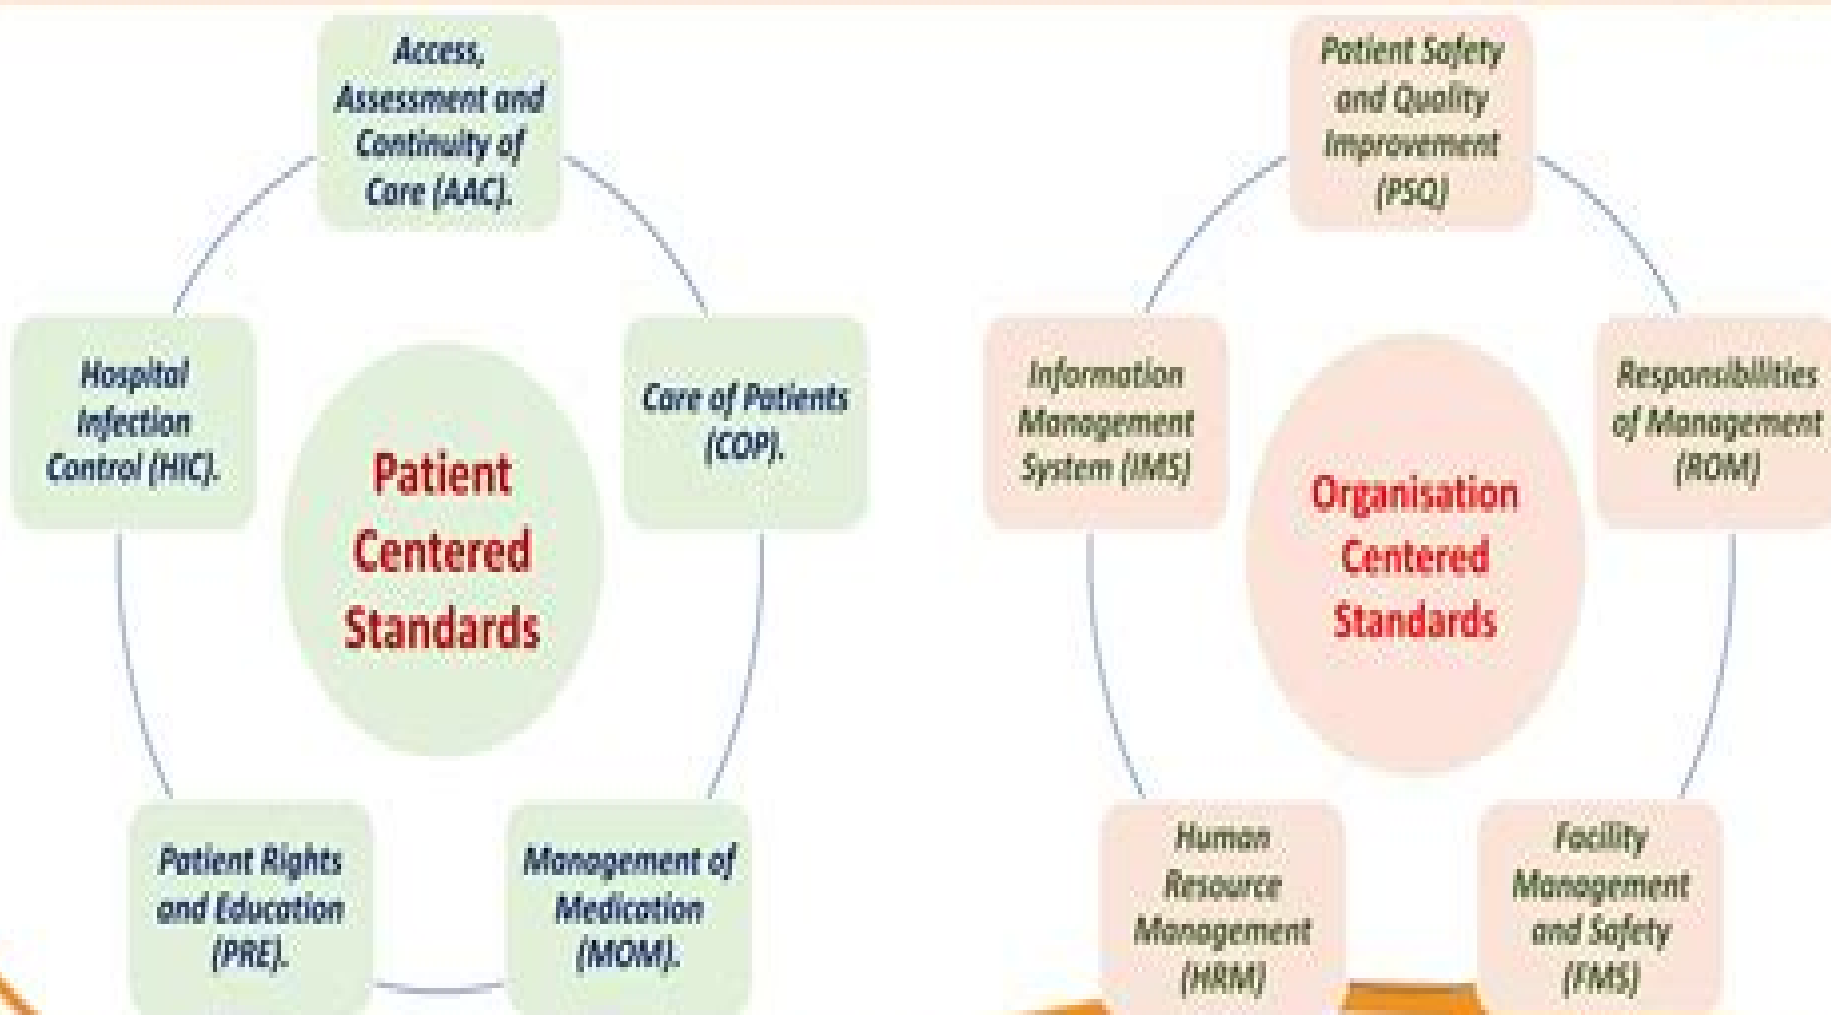 Access,
Assessment and
Continuity of
Care (AAC).
Care of Patients
(COP).
Management of
Medication
(MOM).
Patient Rights
and Education
(PRE).
Hospital
Infection
Control (HIC).
Patient
Centered
Standards
Patient Safety
and Quality
Improvement
(PSQ)
Responsibilities
of Management
(ROM)
Facility
Management
and Safety
(FMS)
Human
Resource
Management
(HRM)
Information
Management
System (IMS)
Organisation
Centered
Standards